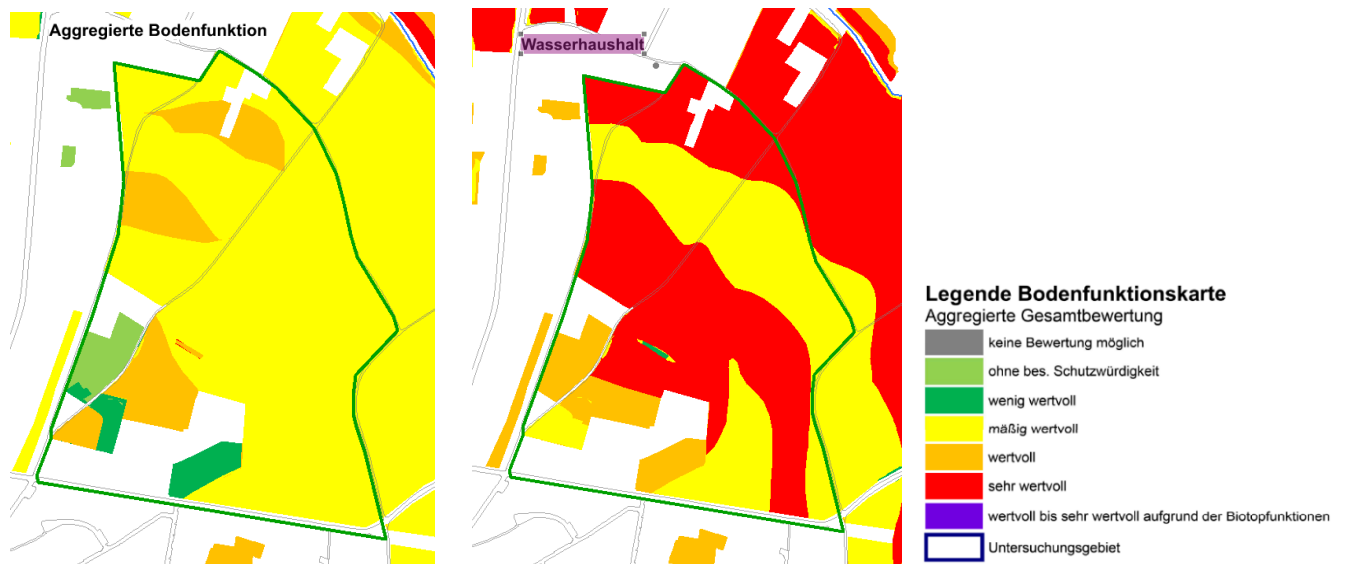 Aggregierte Bodenfunktion
Wasserhaushalt
Legende Bodenfunktionskarte
Aggregierte Gesamtbewertung
keine Bewertung möglich
ohne bes. Schutzwürdigkeit
wenig wertvoll
mäßig wertvoll
wertvoll
sehr wertvoll
wertvoll bis sehr wertvoll aufgrund der Biotopfunktionen
Untersuchungsgebiet